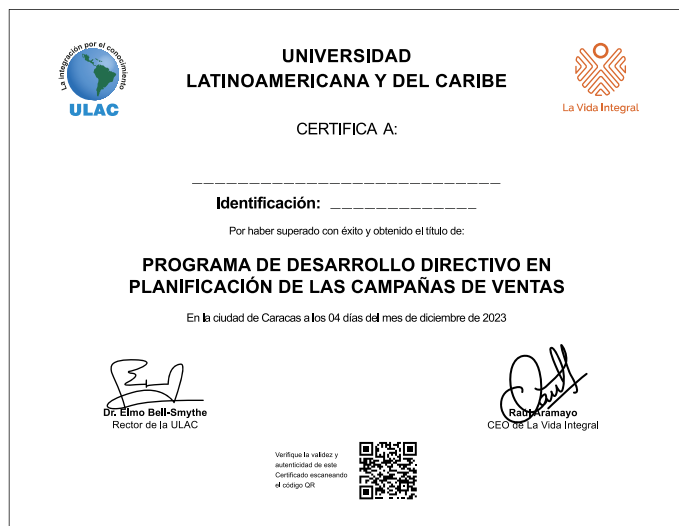 La integración por el conocimiento
ULAC
UNIVERSIDAD
LATINOAMERICANA Y DEL CARIBE
La Vida Integral
CERTIFICA A:
___________________________
Identificación: _____________
Por haber superado con éxito y obtenido el título de:
PROGRAMA DE DESARROLLO DIRECTIVO EN
PLANIFICACIÓN DE LAS CAMPAÑAS DE VENTAS
En la ciudad de Caracas a los 04 días del mes de diciembre de 2023
Dr. Elmo Bell-Smythe
Rector de la ULAC
Raúl Aramayo
CEO de La Vida Integral
Verifique la validez y
autenticidad de este
Certificado escaneando
el código QR